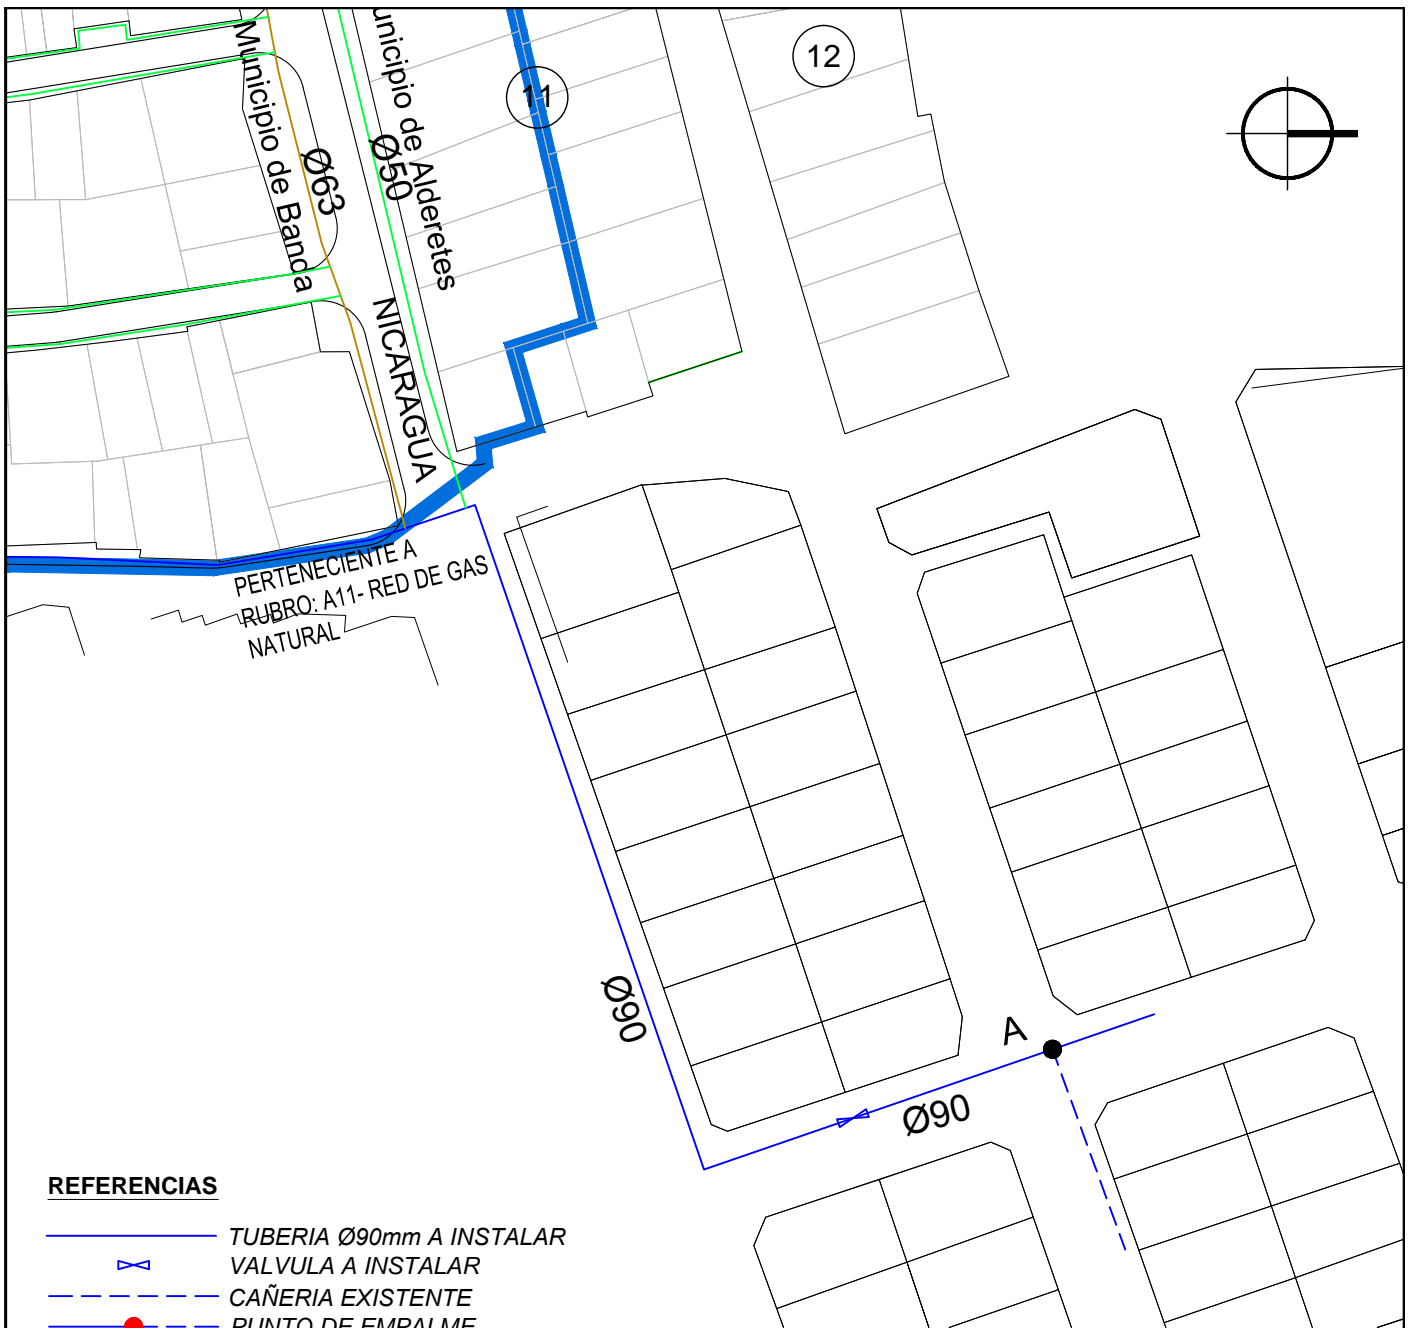 12
11
Municipio de Banda
Ø63
Ø50
unicipio de Alderetes
NICARAGUA
PERTENECIENTE A
RUBRO: A11- RED DE GAS
NATURAL
Ø90
A
Ø90
REFERENCIAS
TUBERIA Ø90mm A INSTALAR
VALVULA A INSTALAR
CAÑERIA EXISTENTE
PUNTO DE EMPALME